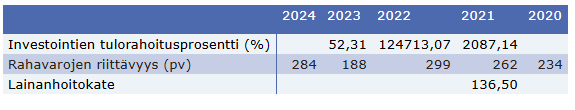 2024 2023 2022 2021 2020
Investointien tulorahoitusprosentti (%) 52,31 124713,07 2087,14
Rahavarojen riittävyys (pv) 284 188 299 262 234
Lainanhoitokate 136,50